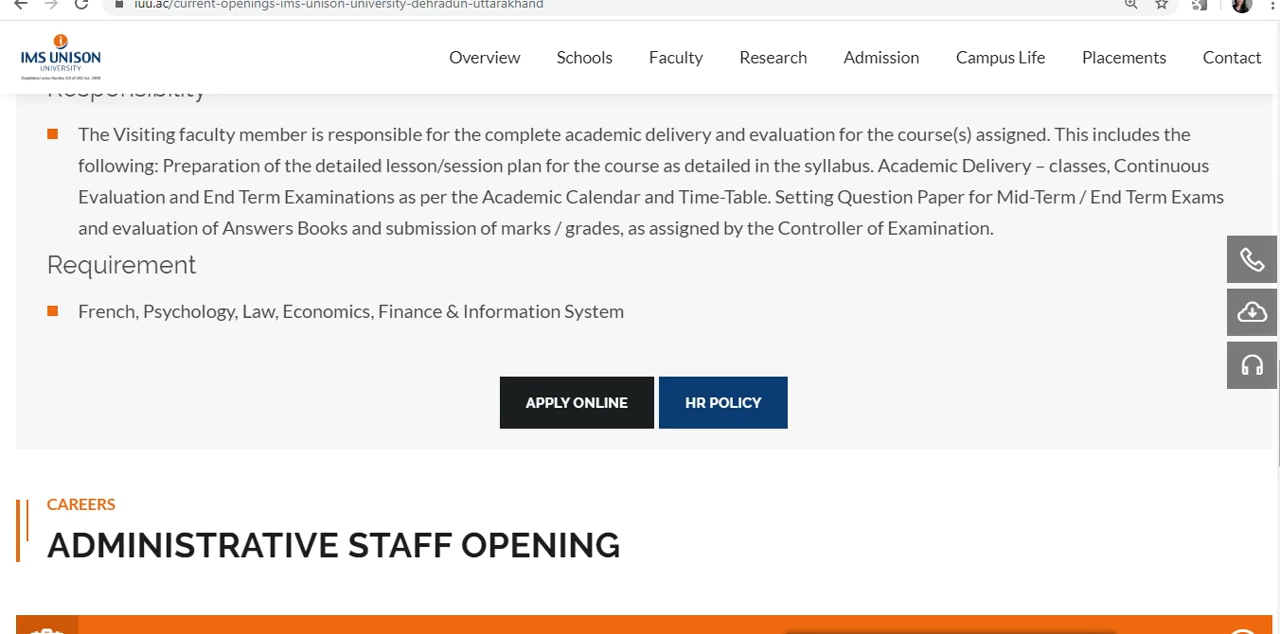 iuu.ac/current-openings-ims-unison-university-dehradun-uttarakhand
IMS UNISON
UNIVERSITY
Overview Schools Faculty Research Admission Campus Life Placements Contact
Responsibility
The Visiting faculty member is responsible for the complete academic delivery and evaluation for the course(s) assigned. This includes the
following: Preparation of the detailed lesson/session plan for the course as detailed in the syllabus. Academic Delivery – classes, Continuous
Evaluation and End Term Examinations as per the Academic Calendar and Time-Table. Setting Question Paper for Mid-Term / End Term Exams
and evaluation of Answers Books and submission of marks / grades, as assigned by the Controller of Examination.
Requirement
French, Psychology, Law, Economics, Finance & Information System
APPLY ONLINE HR POLICY
CAREERS
ADMINISTRATIVE STAFF OPENING